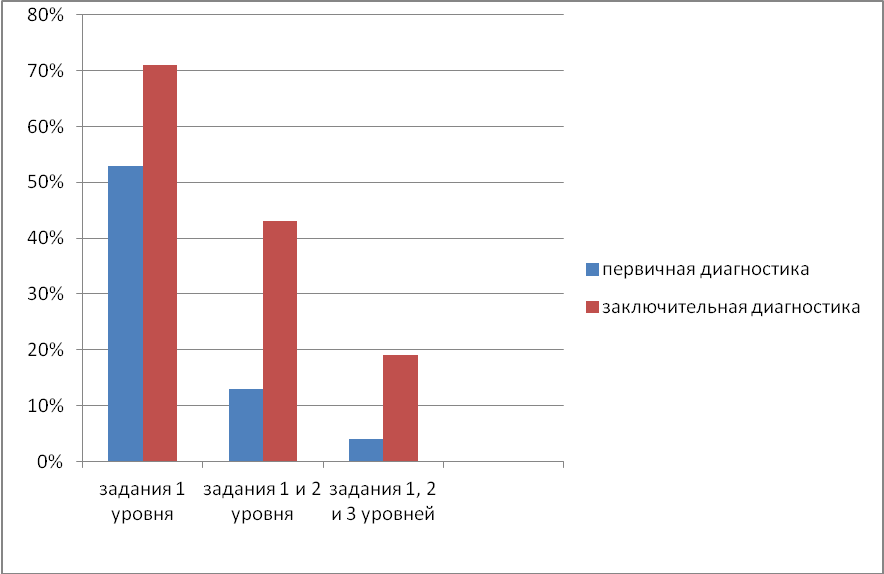 80%
70%
60%
50%
40%
30%
20%
10%
0%
задания 1
уровня
задания 1 и 2
уровня
задания 1, 2
и 3 уровней
первичная диагностика
заключительная диагностика